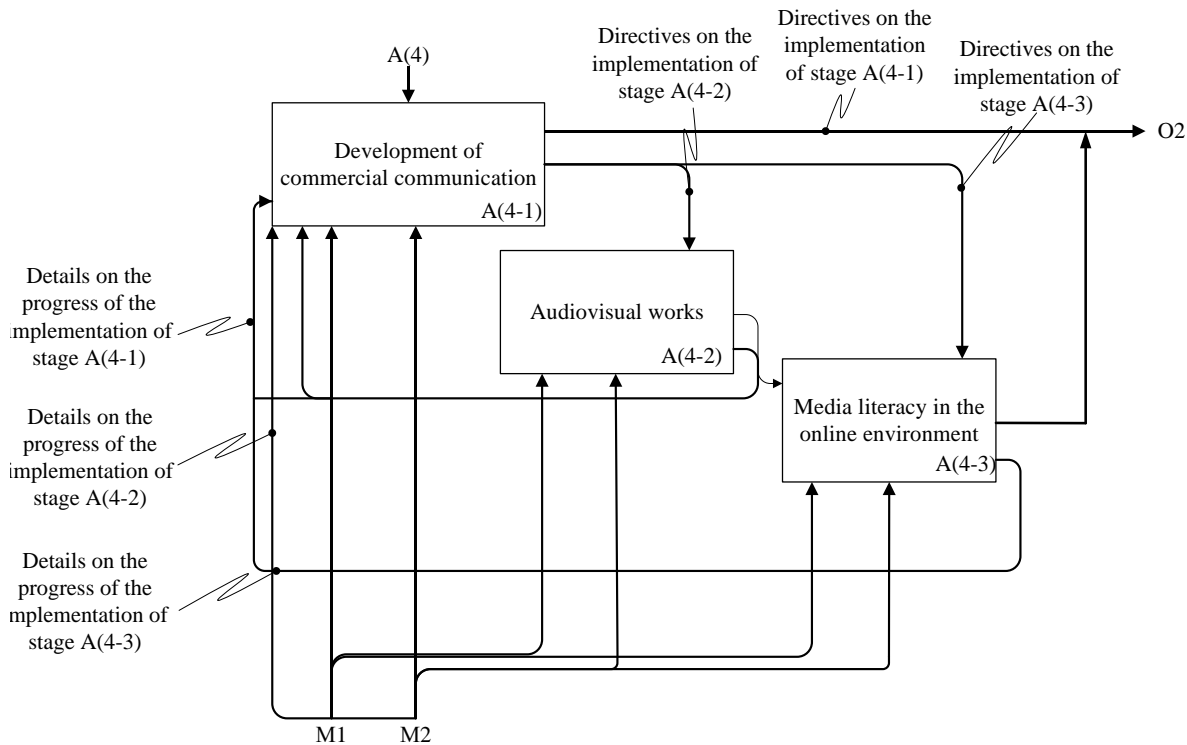 A(4)
Directives on the
implementation of
stage A(4-2)
Directives on the
implementation
of stage A(4-1)
Directives on the
implementation of
stage A(4-3)
O2
Development of
commercial communication
A(4-1)
Audiovisual works
A(4-2)
Media literacy in the
online environment
A(4-3)
Details on the
progress of the
implementation of
stage A(4-1)
Details on the
progress of the
implementation of
stage A(4-2)
Details on the
progress of the
mplementation of
stage A(4-3)
M1
M2